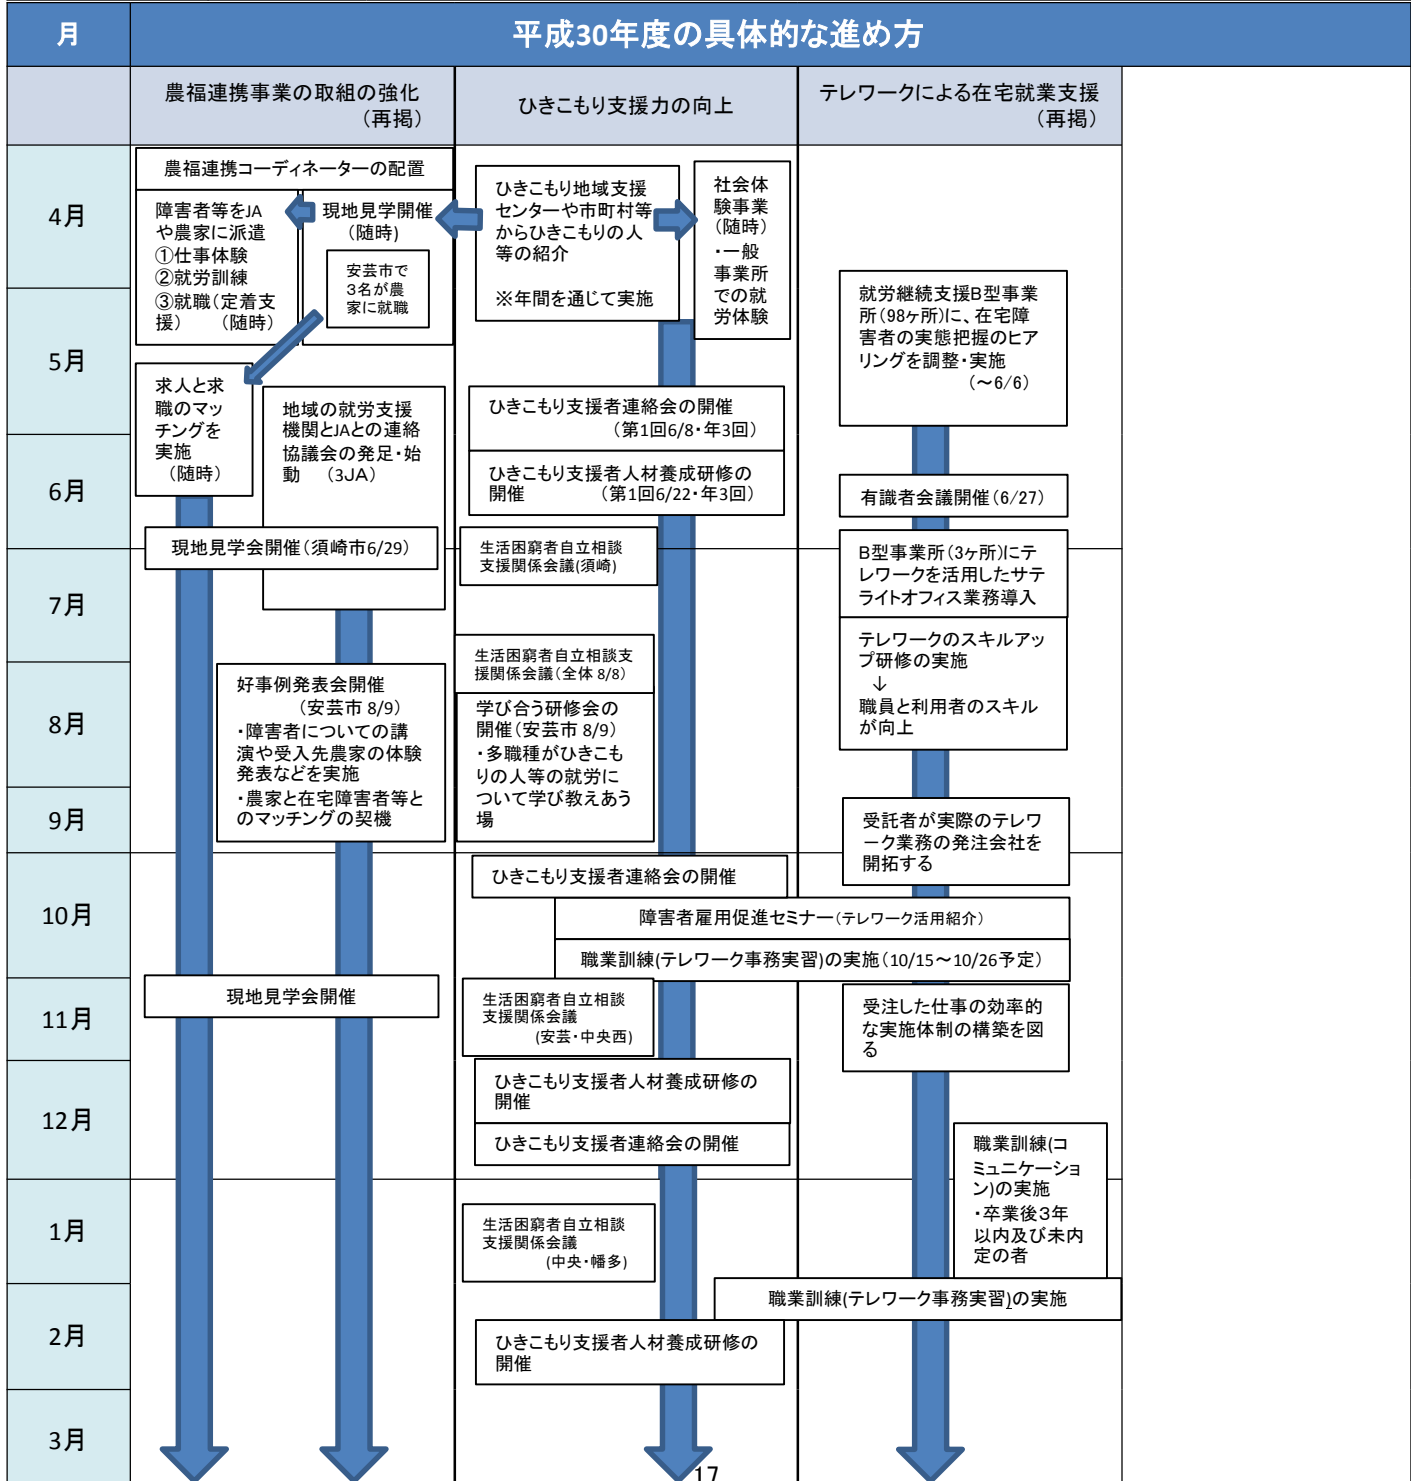 月
平成30年度の具体的な進め方
農福連携事業の取組の強化
（再掲）
ひきこもり支援力の向上
テレワークによる在宅就業支援
（再掲）
4月
農福連携コーディネーターの配置
障害者等をJA
や農家に派遣
①仕事体験
②就労訓練
③就職（定着支
援）　（随時）
現地見学開催
（随時）
安芸市で
３名が農
家に就職
ひきこもり地域支援
センターや市町村等
からひきこもりの人
等の紹介
※年間を通じて実施
社会体
験事業
（随時）
・一般
事業所
での就
労体験
就労継続支援B型事業
所（98ヶ所）に、在宅障
害者の実態把握のヒア
リングを調整・実施
（～6/6）
5月
求人と求
職のマッ
チングを
実施
（随時）
地域の就労支援
機関とJAとの連絡
協議会の発足・始
動　（3JA）
ひきこもり支援者連絡会の開催
（第1回6/8・年3回）
6月
ひきこもり支援者人材養成研修の
開催　（第1回6/22・年3回）
有識者会議開催（6/27）
現地見学会開催（須崎市6/29）
生活困窮者自立相談
支援関係会議(須崎)
B型事業所（3ヶ所）にテ
レワークを活用したサテ
ライトオフィス業務導入
7月
テレワークのスキルアッ
プ研修の実施
↓
職員と利用者のスキル
が向上
生活困窮者自立相談支
援関係会議（全体 8/8）
8月
好事例発表会開催
（安芸市 8/9）
・障害者についての講
演や受入先農家の体験
発表などを実施
・農家と在宅障害者等と
のマッチングの契機
学び合う研修会の
開催（安芸市 8/9）
・多職種がひきこも
りの人等の就労に
ついて学び教えあう
場
9月
受託者が実際のテレワ
ーク業務の発注会社を
開拓する
10月
ひきこもり支援者連絡会の開催
障害者雇用促進セミナー（テレワーク活用紹介）
職業訓練(テレワーク事務実習)の実施（10/15～10/26予定）
11月
現地見学会開催
生活困窮者自立相談
支援関係会議
(安芸・中央西)
受注した仕事の効率的
な実施体制の構築を図
る
12月
ひきこもり支援者人材養成研修の
開催
ひきこもり支援者連絡会の開催
職業訓練(コ
ミュニケーショ
ン)の実施
・卒業後３年
以内及び未内
定の者
1月
生活困窮者自立相談
支援関係会議
(中央・幡多)
職業訓練(テレワーク事務実習)の実施
2月
ひきこもり支援者人材養成研修の
開催
3月
17